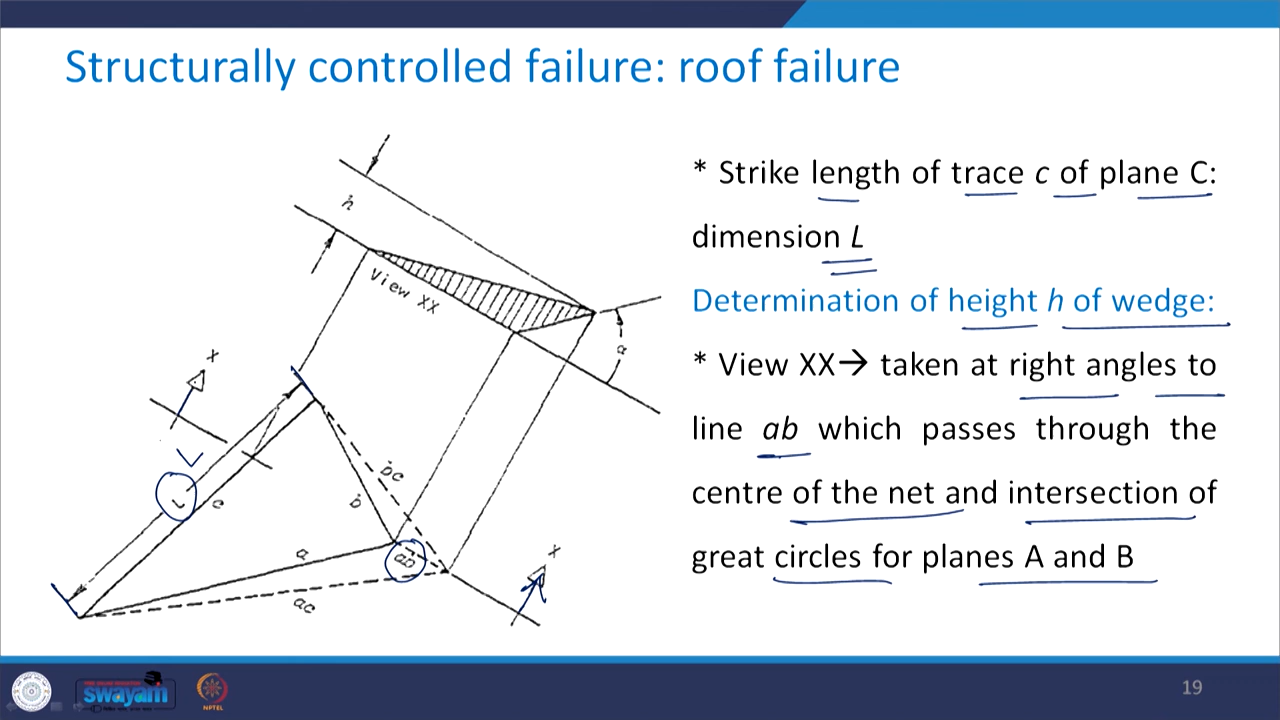 Structurally controlled failure: roof failure
h
View XX
α
X
L
L
c
bc
b
a
ab
ac
X
* Strike length of trace c of plane C:
dimension L
Determination of height h of wedge:
* View XX→ taken at right angles to
line ab which passes through the
centre of the net and intersection of
great circles for planes A and B
swayam
NPTEL
19